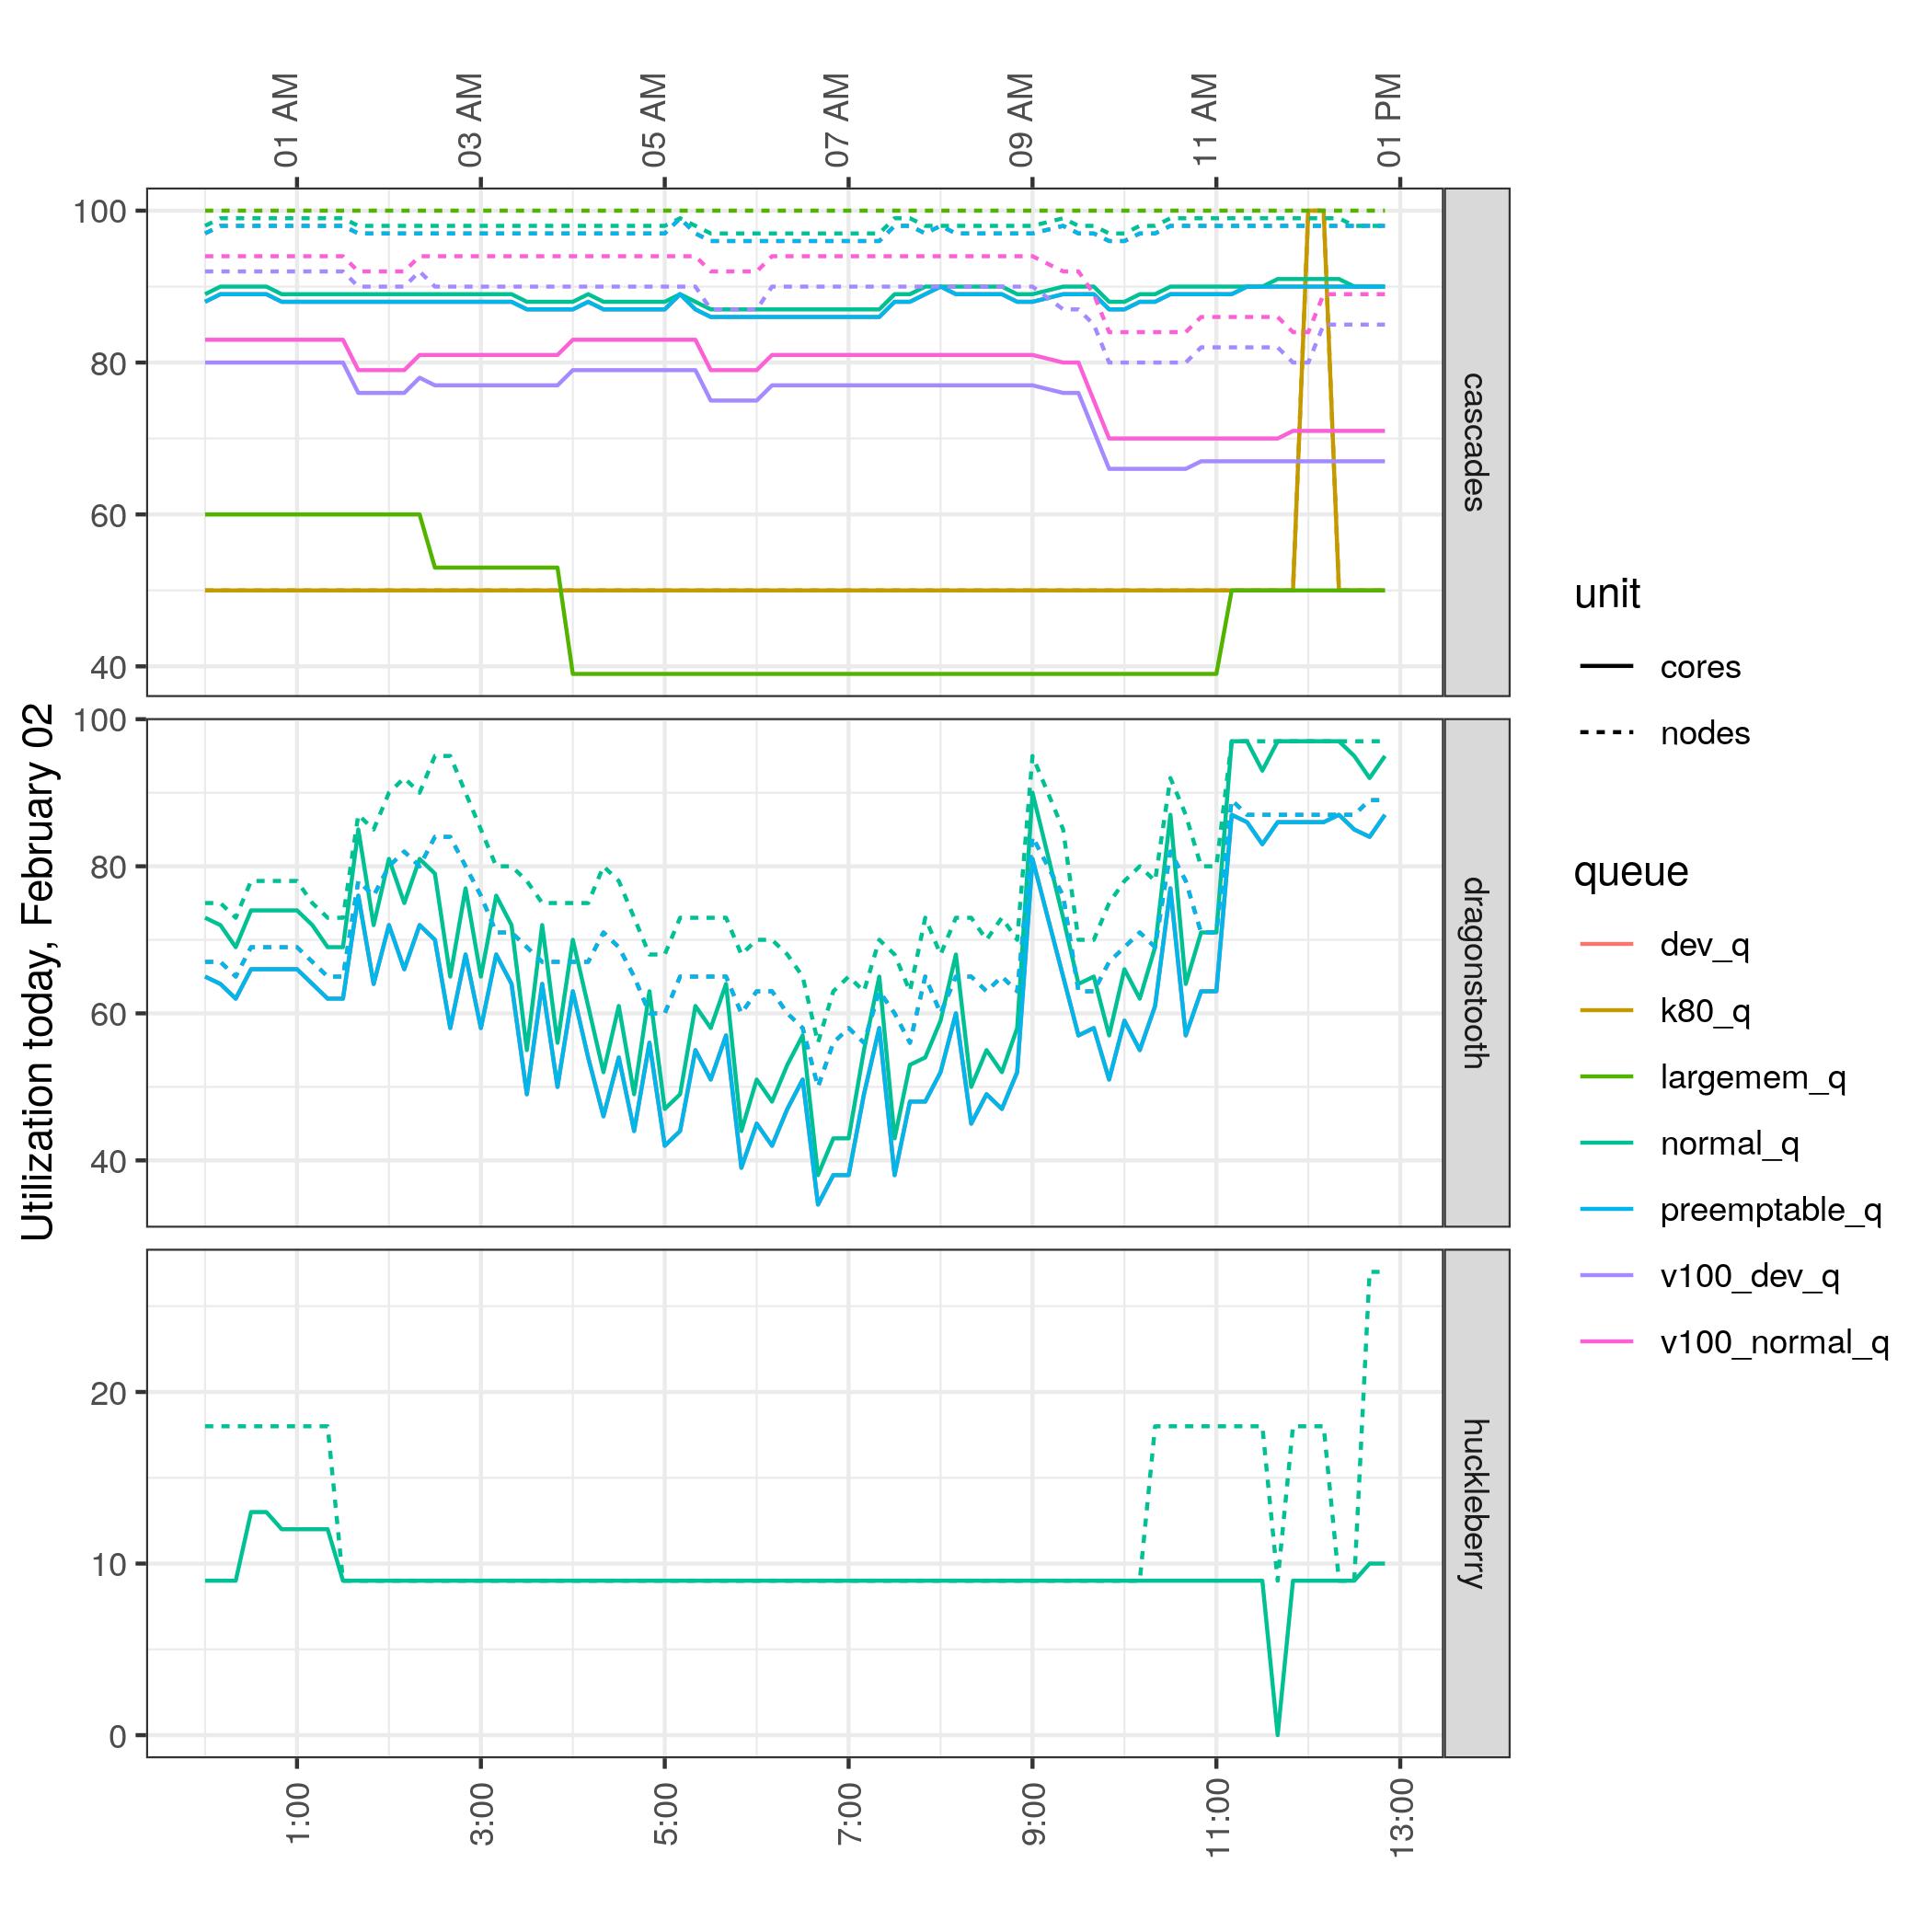 01 AM
03 AM
05 AM
07 AM
09 AM
11 AM
01 PM
Utilization today, February 02
100
80
60
40
cascades
100
80
60
40
dragonstooth
20
10
0
huckleberry
1:00
3:00
5:00
7:00
9:00
11:00
13:00
unit
cores
nodes
queue
dev_q
k80_q
largemem_q
normal_q
preemptable_q
v100_dev_q
v100_normal_q